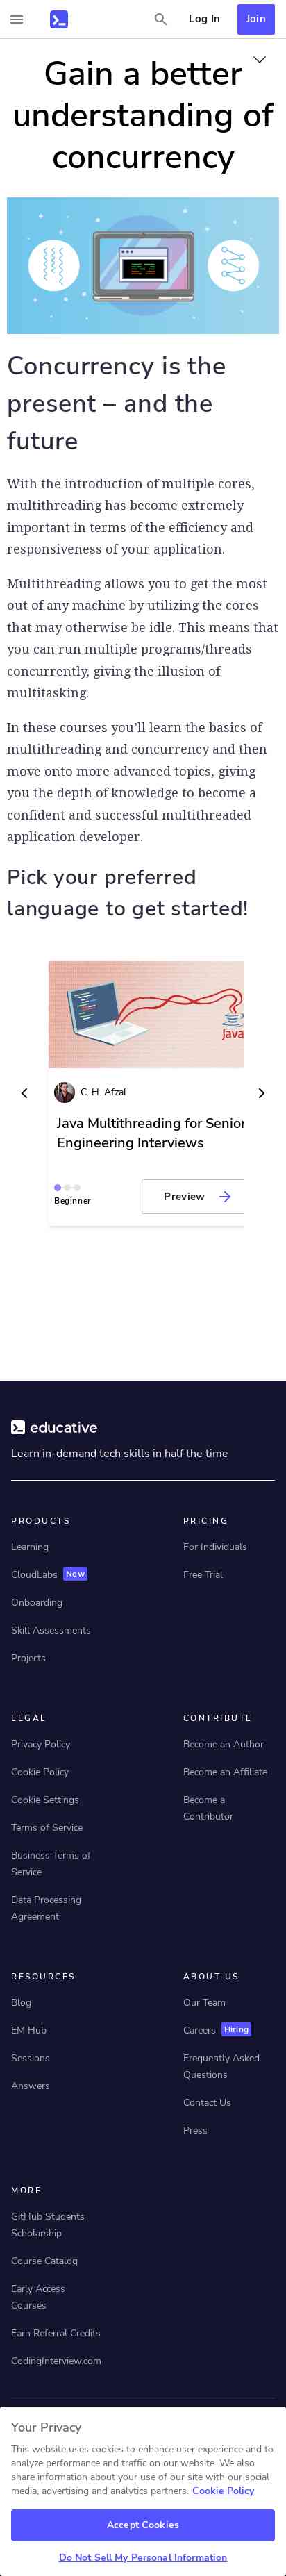 Log In
Join
Gain a better
understanding of
concurrency
Concurrency is the
present – and the
future
With the introduction of multiple cores,
multithreading has become extremely
important in terms of the efficiency and
responsiveness of your application.
Multithreading allows you to get the most
out of any machine by utilizing the cores
that may otherwise be idle. This means that
you can run multiple programs/threads
concurrently, giving the illusion of
multitasking.
In these courses you’ll learn the basics of
multithreading and concurrency and then
move onto more advanced topics, giving
you the depth of knowledge to become a
confident and successful multithreaded
application developer.
Pick your preferred
language to get started!
Java
C. H. Afzal
Java Multithreading for Senior
Engineering Interviews
Beginner
Preview
educative
Learn in-demand tech skills in half the time
PRODUCTS
Learning
CloudLabs New
Onboarding
Skill Assessments
Projects
PRICING
For Individuals
Free Trial
LEGAL
Privacy Policy
Cookie Policy
Cookie Settings
Terms of Service
Business Terms of
Service
Data Processing
Agreement
CONTRIBUTE
Become an Author
Become an Affiliate
Become a
Contributor
RESOURCES
Blog
EM Hub
Sessions
Answers
ABOUT US
Our Team
Careers Hiring
Frequently Asked
Questions
Contact Us
Press
MORE
GitHub Students
Scholarship
Course Catalog
Early Access
Courses
Earn Referral Credits
CodingInterview.com
Your Privacy
This website uses cookies to enhance user experience and to
analyze performance and traffic on our website. We also
share information about your use of our site with our social
media, advertising and analytics partners. Cookie Policy
Accept Cookies
Do Not Sell My Personal Information